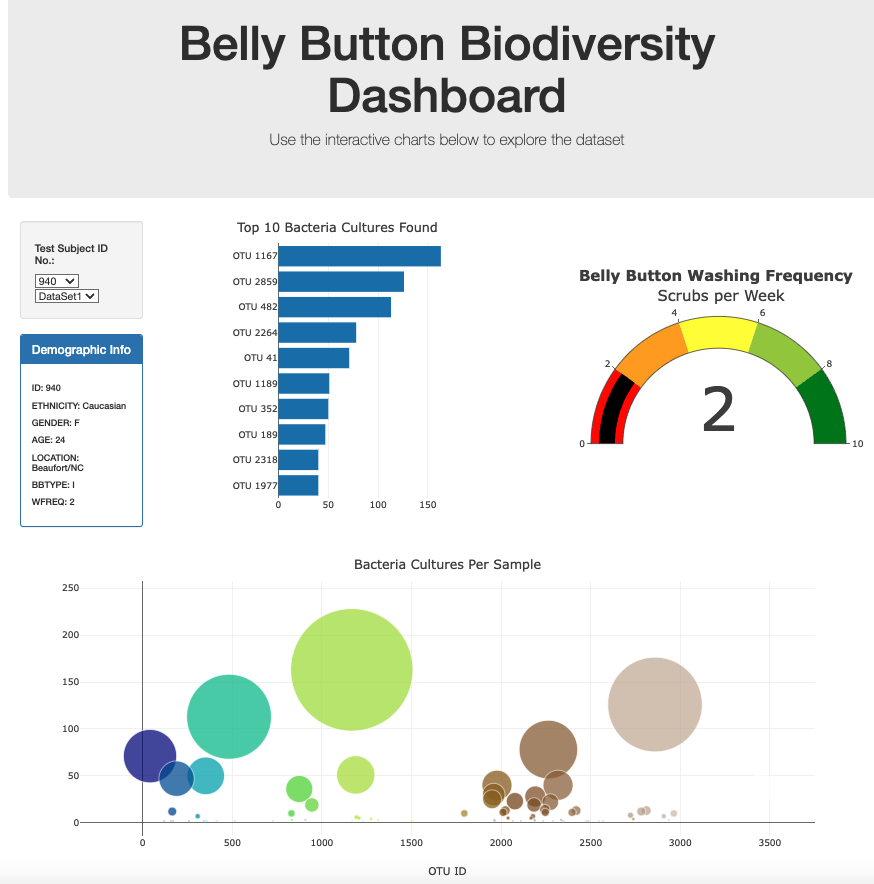 Belly Button Biodiversity
Dashboard
Use the interactive charts below to explore the dataset
Test Subject ID
No.:
940
DataSet1
Demographic Info
ID: 940
ETHNICITY: Caucasian
GENDER: F
AGE: 24
LOCATION:
Beaufort/NC
BBTYPE: I
WFREQ: 2
Top 10 Bacteria Cultures Found
OTU 1167
OTU 2859
OTU 482
OTU 2264
OTU 41
OTU 1189
OTU 352
OTU 189
OTU 2318
OTU 1977
0 50 100 150
Belly Button Washing Frequency
Scrubs per Week
0 2 4 6 8 10
2
Bacteria Cultures Per Sample
250
200
150
100
50
0
0 500 1000 1500 2000 2500 3000 3500
OTU ID